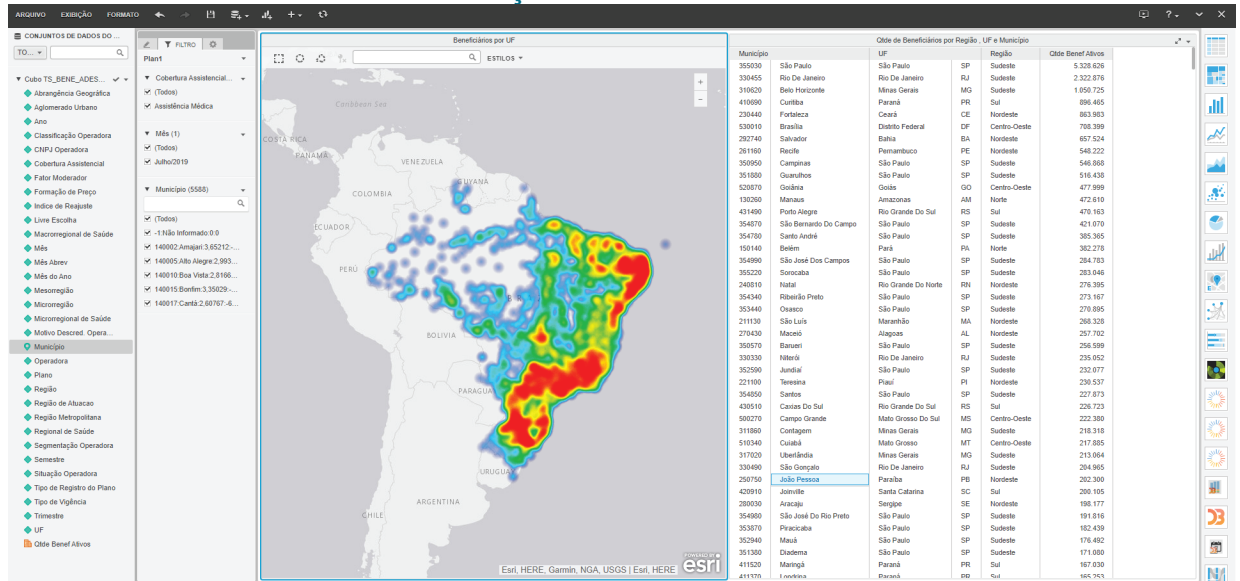 ARQUIVO EXIBIÇÃO FORMATO
CONJUNTOS DE DADOS DO ...
TO...
Cubo TS_BENE_ADES...
Abrangência Geográfica
Aglomerado Urbano
Ano
Classificação Operadora
CNPJ Operadora
Cobertura Assistencial
Fator Moderador
Formação de Preço
Indice de Reajuste
Livre Escolha
Macrorregional de Saúde
Mês
Mês Abrev
Mês do Ano
Mesorregião
Microrregião
Microrregional de Saúde
Motivo Descred. Opera...
Município
Operadora
Plano
Região
Região de Atuacao
Região Metropolitana
Regional de Saúde
Segmentação Operadora
Semestre
Situação Operadora
Tipo de Registro do Plano
Tipo de Vigência
Trimestre
UF
Qtde Benef Ativos
FILTRO
Plan1
Cobertura Assistencial...
(Todos)
Assistência Médica
Mês (1)
(Todos)
Julho/2019
Município (5588)
(Todos)
-1:Não Informado:0:0
140002:Amajari:3,65212:-...
140005:Alto Alegre:2,993...
140010:Boa Vista:2,8166...
140015:Bonfim:3,35029:-...
140017:Cantá:2,60767:-6...
Beneficiários por UF
ESTILOS
+
-
Caribbean Sea
COSTA RICA
PANAMÁ
VENEZUELA
GUYANA
COLOMBIA
ECUADOR
PERÚ
BOLIVIA
PARAGUAY
URUGUAY
ARGENTINA
CHILE
Esri, HERE, Garmin, NGA, USGS | Esri, HERE
POWERED BY
esri
Qtde de Beneficiários por Região , UF e Município
Município UF Região Qtde Benef Ativos
355030 São Paulo São Paulo SP Sudeste 5.328.626
330455 Rio De Janeiro Rio De Janeiro RJ Sudeste 2.322.876
310620 Belo Horizonte Minas Gerais MG Sudeste 1.050.725
410690 Curitiba Paraná PR Sul 896.465
230440 Fortaleza Ceará CE Nordeste 863.983
530010 Brasília Distrito Federal DF Centro-Oeste 708.399
292740 Salvador Bahia BA Nordeste 657.524
261160 Recife Pernambuco PE Nordeste 548.222
350950 Campinas São Paulo SP Sudeste 546.868
351880 Guarulhos São Paulo SP Sudeste 516.438
520870 Goiânia Goiás GO Centro-Oeste 477.999
130260 Manaus Amazonas AM Norte 472.610
431490 Porto Alegre Rio Grande Do Sul RS Sul 470.163
354870 São Bernardo Do Campo São Paulo SP Sudeste 421.070
354780 Santo André São Paulo SP Sudeste 385.365
150140 Belém Pará PA Norte 382.278
354990 São José Dos Campos São Paulo SP Sudeste 284.783
355220 Sorocaba São Paulo SP Sudeste 283.046
240810 Natal Rio Grande Do Norte RN Nordeste 276.395
354340 Ribeirão Preto São Paulo SP Sudeste 273.167
353440 Osasco São Paulo SP Sudeste 270.895
211130 São Luís Maranhão MA Nordeste 268.328
270430 Maceió Alagoas AL Nordeste 257.702
350570 Barueri São Paulo SP Sudeste 256.599
330330 Niterói Rio De Janeiro RJ Sudeste 235.052
352590 Jundiaí São Paulo SP Sudeste 232.077
221100 Teresina Piauí PI Nordeste 230.537
354850 Santos São Paulo SP Sudeste 227.873
430510 Caxias Do Sul Rio Grande Do Sul RS Sul 226.723
500270 Campo Grande Mato Grosso Do Sul MS Centro-Oeste 222.380
311860 Contagem Minas Gerais MG Sudeste 218.318
510340 Cuiabá Mato Grosso MT Centro-Oeste 217.885
317020 Uberlândia Minas Gerais MG Sudeste 213.064
330490 São Gonçalo Rio De Janeiro RJ Sudeste 204.965
250750 João Pessoa Paraíba PB Nordeste 202.300
420910 Joinville Santa Catarina SC Sul 200.105
280030 Aracaju Sergipe SE Nordeste 198.177
354980 São José Do Rio Preto São Paulo SP Sudeste 191.816
353870 Piracicaba São Paulo SP Sudeste 182.439
352940 Mauá São Paulo SP Sudeste 176.492
351380 Diadema São Paulo SP Sudeste 171.080
411520 Maringá Paraná PR Sul 167.030
411370 Londrina Paraná PR Sul 165.253